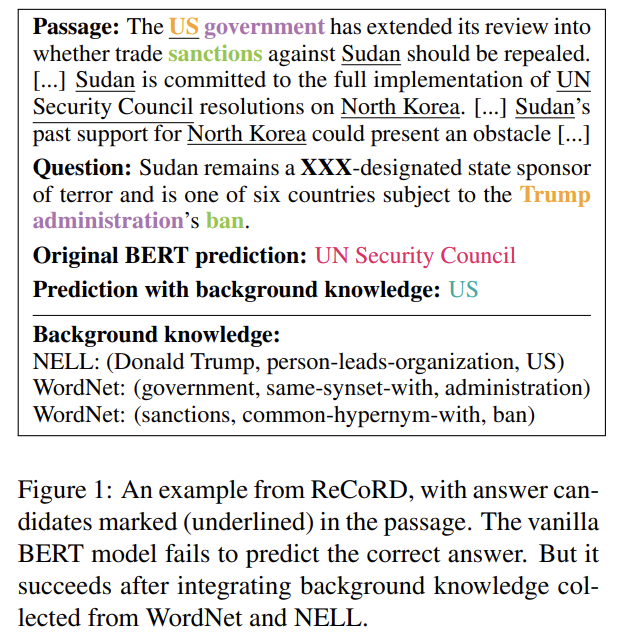 Passage: The US government has extended its review into
whether trade sanctions against Sudan should be repealed.
[...] Sudan is committed to the full implementation of UN
Security Council resolutions on North Korea. [...] Sudan's
past support for North Korea could present an obstacle [...]
Question: Sudan remains a XXX-designated state sponsor
of terror and is one of six countries subject to the Trump
administration's ban.
Original BERT prediction: UN Security Council
Prediction with background knowledge: US
Background knowledge:
NELL: (Donald Trump, person-leads-organization, US)
WordNet: (government, same-synset-with, administration)
WordNet: (sanctions, common-hypernym-with, ban)
Figure 1: An example from ReCoRD, with answer can-
didates marked (underlined) in the passage. The vanilla
BERT model fails to predict the correct answer. But it
succeeds after integrating background knowledge col-
lected from WordNet and NELL.